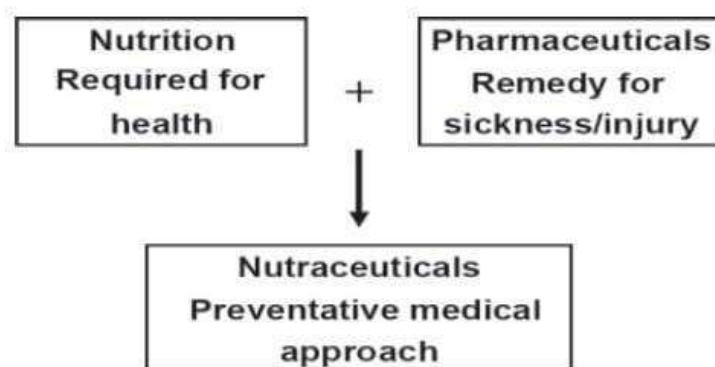 Nutrition
Required for
health
+
Pharmaceuticals
Remedy for
sickness/injury
Nutraceuticals
Preventative medical
approach